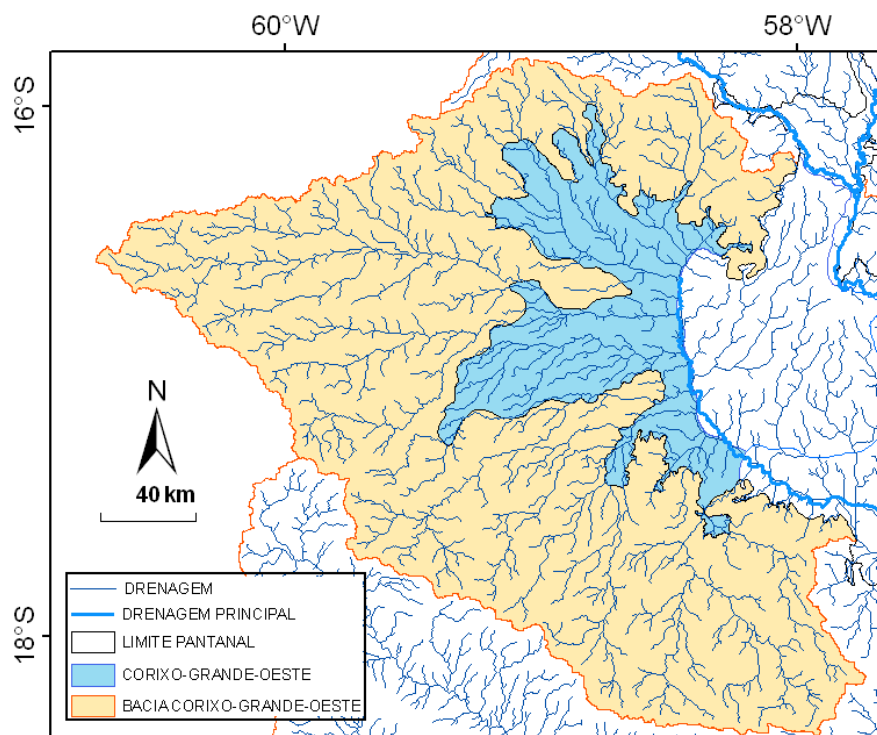 60°W
58°W
16°S
N
40 km
18°S
DRENAGEM
DRENAGEM PRINCIPAL
LIMITE PANTANAL
CORIXO-GRANDE-OESTE
BACIA CORIXO-GRANDE-OESTE